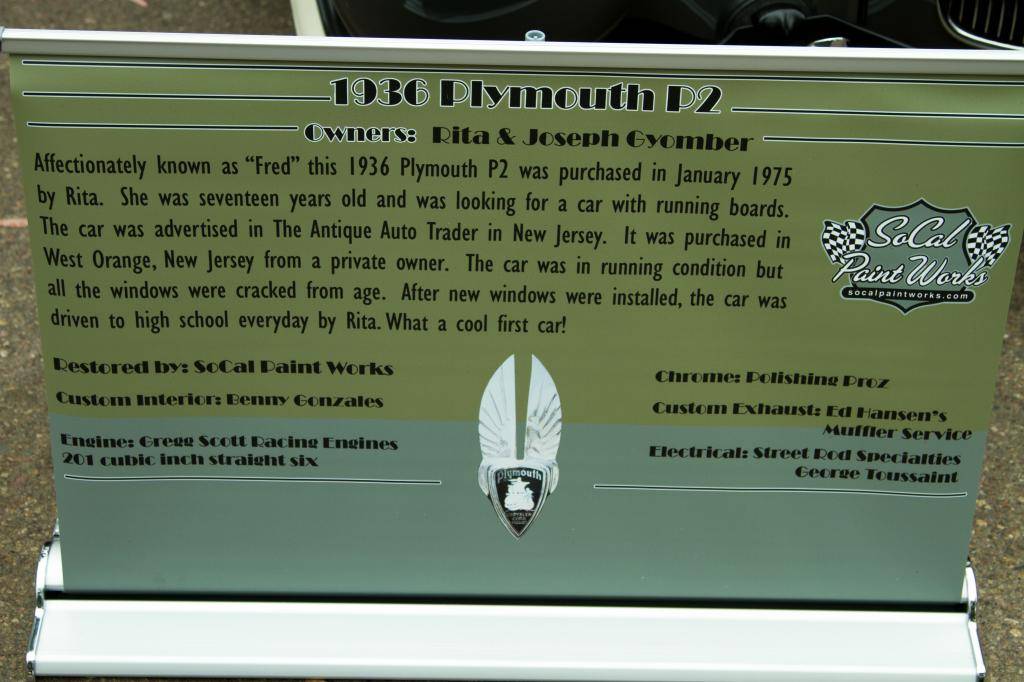 1936 Plymouth P2
Owners: Rita & Joseph Gyomber
Affectionately known as “Fred” this 1936 Plymouth P2 was purchased in January 1975
by Rita. She was seventeen years old and was looking for a car with running boards.
The car was advertised in The Antique Auto Trader in New Jersey. It was purchased in
West Orange, New Jersey from a private owner. The car was in running condition but
all the windows were cracked from age. After new windows were installed, the car was
driven to high school everyday by Rita. What a cool first car!
SoCal
Paint Works
socalpaintworks.com
Restored by: SoCal Paint Works
Custom Interior: Benny Gonzales
Engine: Gregg Scott Racing Engines
201 cubic inch straight six
Chrome: Polishing Proz
Custom Exhaust: Ed Hansen's
Muffler Service
Electrical: Street Rod Specialties
George Toussaint
Plymouth